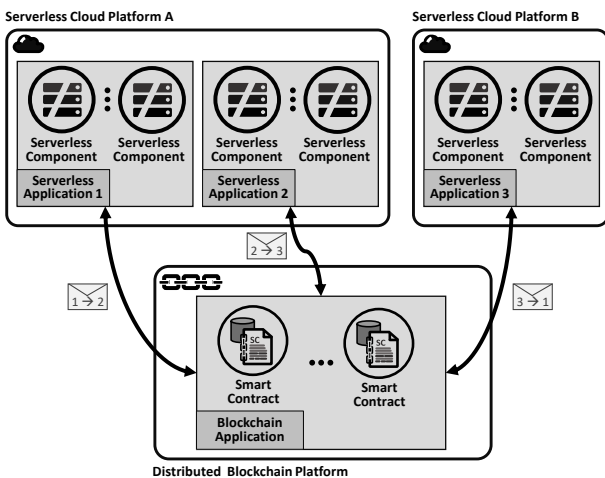 Serverless Cloud Platform A
Serverless Cloud Platform B
Serverless Component
Serverless Component
Serverless Component
Serverless Component
Serverless Component
Serverless Component
Serverless
Application 1
Serverless
Application 2
Serverless
Application 3
2 → 3
1 → 2
3 → 1
SC
SC
...
Smart
Contract
Smart
Contract
Blockchain
Application
Distributed Blockchain Platform